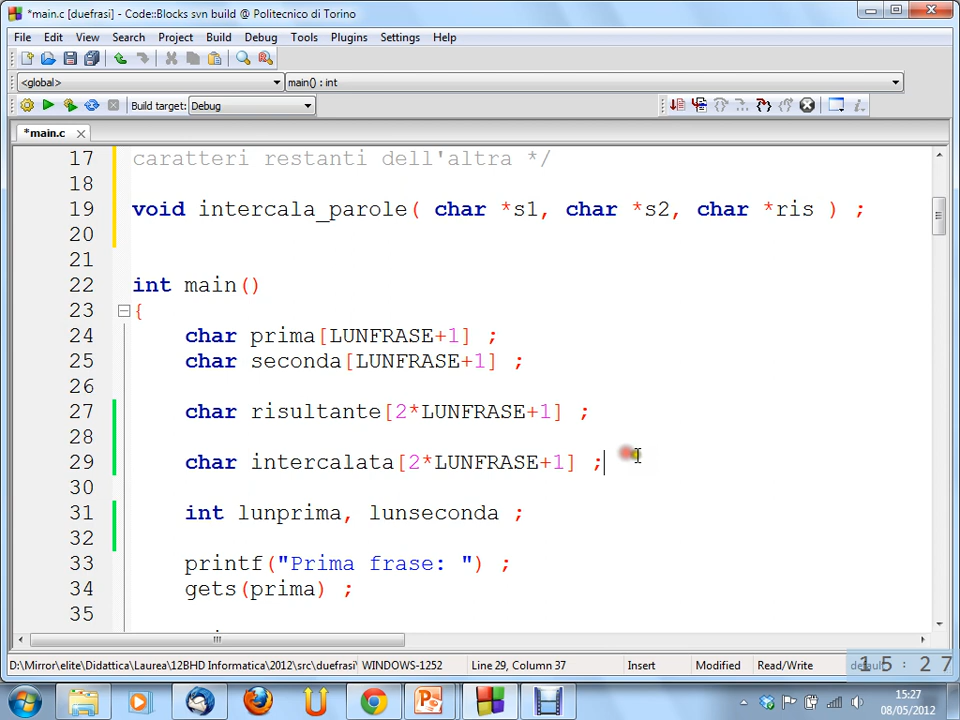 *main.c [duefrasi] - Code::Blocks svn build @ Politecnico di Torino
File Edit View Search Project Build Debug Tools Plugins Settings Help
<global> main() : int
Build target: Debug
*main.c
17 caratteri restanti dell'altra */
18
19 void intercala_parole( char *s1, char *s2, char *ris ) ;
20
21
22 int main()
23 {
24 char prima[LUNFRASE+1] ;
25 char seconda[LUNFRASE+1] ;
26
27 char risultante[2*LUNFRASE+1] ;
28
29 char intercalata[2*LUNFRASE+1] ;
30
31 int lunprima, lunseconda ;
32
33 printf("Prima frase: ") ;
34 gets(prima) ;
35
D:\Mirror\elite\Didattica\Laurea\12BHD Informatica\2012\src\duefrasi\ WINDOWS-1252 Line 29, Column 37 Insert Modified Read/Write default
15:27
15:27
08/05/2012